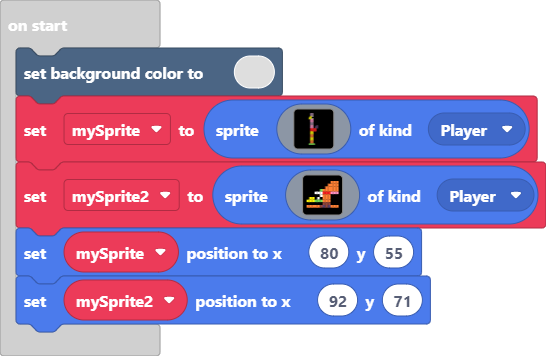 on start
set background color to
set mySprite to sprite of kind Player
set mySprite2 to sprite of kind Player
set mySprite position to x 80 y 55
set mySprite2 position to x 92 y 71